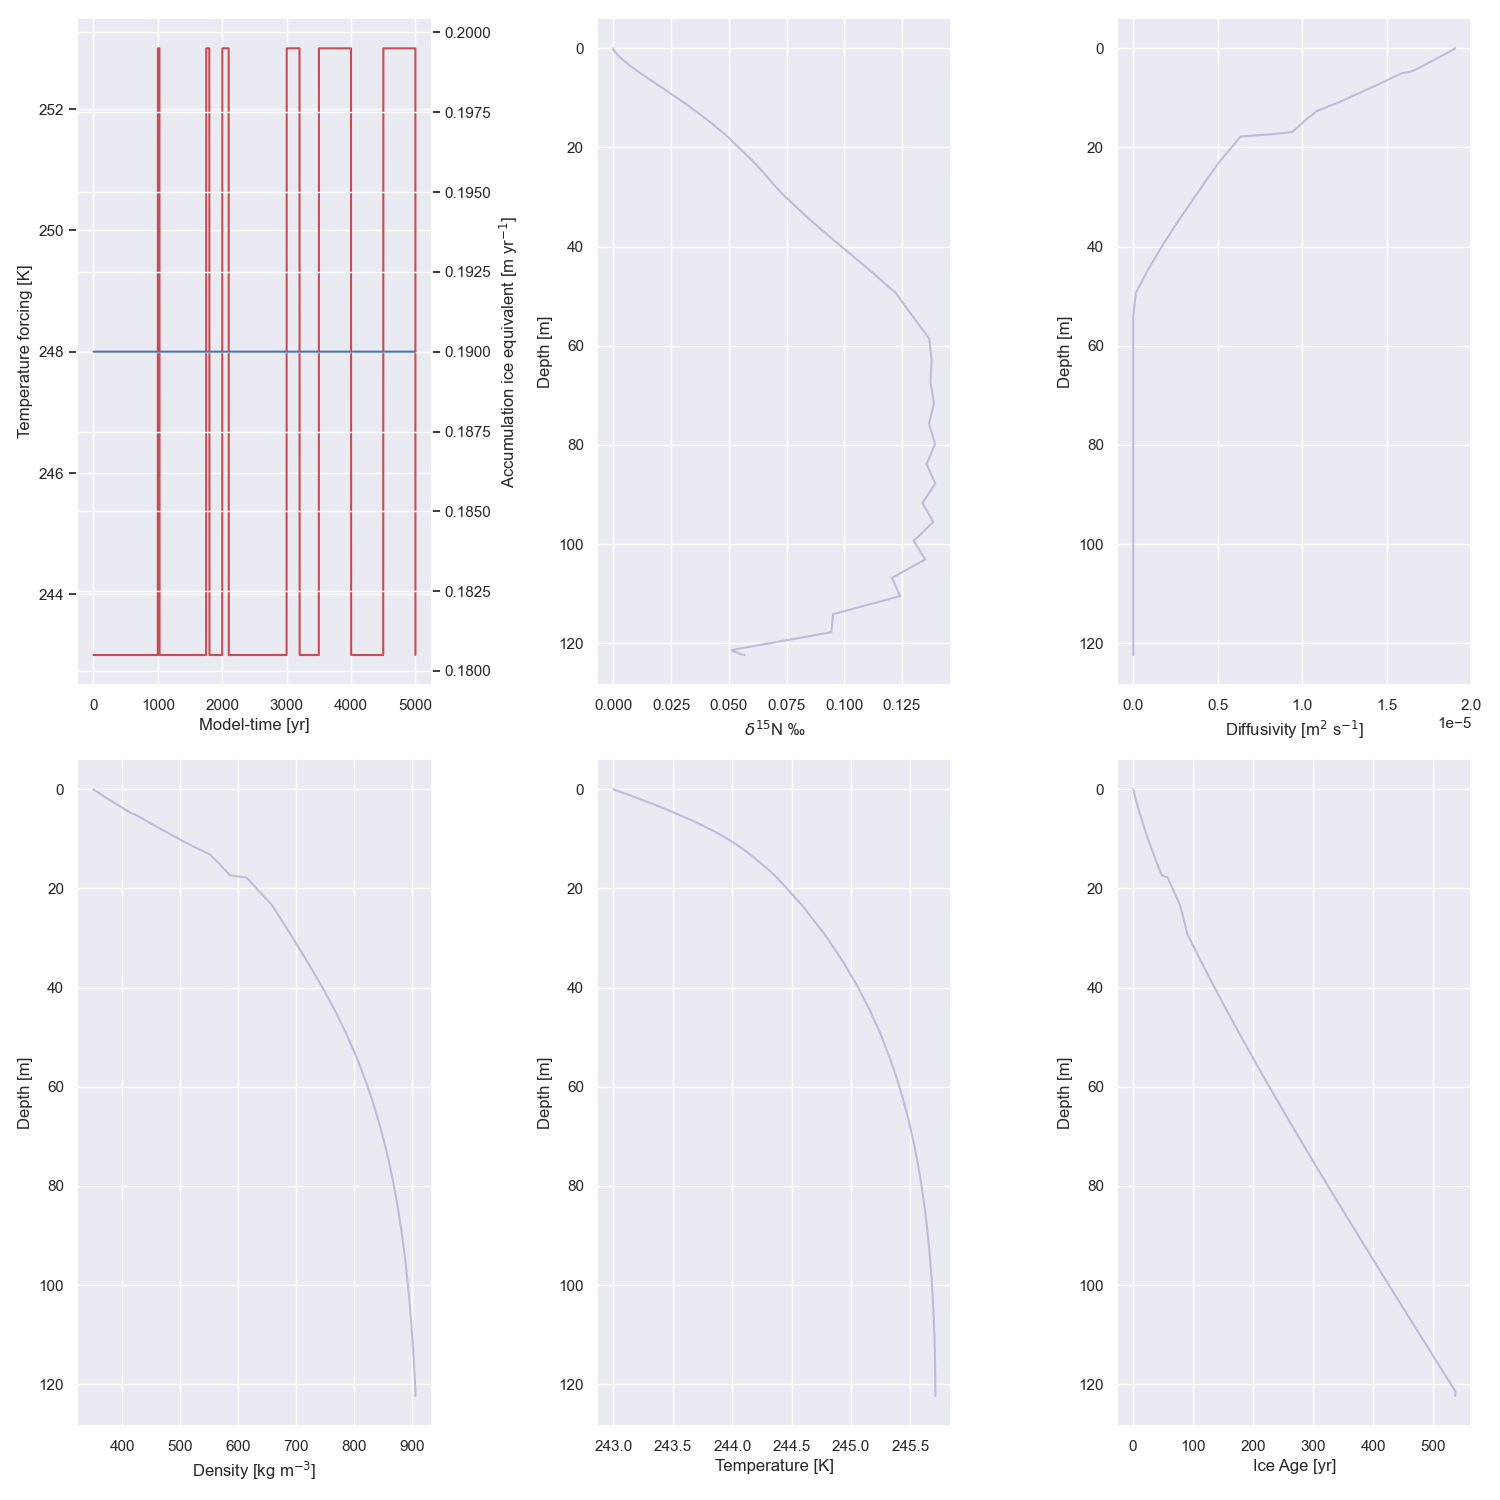 252
250
248
246
244
Temperature forcing [K]
0 1000 2000 3000 4000 5000
Model-time [yr]
0.2000
0.1975
0.1950
0.1925
0.1900
0.1875
0.1850
0.1825
0.1800
Accumulation ice equivalent [m yr⁻¹]
0
20
40
60
80
100
120
Depth [m]
0.000 0.025 0.050 0.075 0.100 0.125
δ¹⁵N ‰
0
20
40
60
80
100
120
Depth [m]
0.0 0.5 1.0 1.5 2.0
1e−5
Diffusivity [m² s⁻¹]
0
20
40
60
80
100
120
Depth [m]
400 500 600 700 800 900
Density [kg m⁻³]
0
20
40
60
80
100
120
Depth [m]
243.0 243.5 244.0 244.5 245.0 245.5
Temperature [K]
0
20
40
60
80
100
120
Depth [m]
0 100 200 300 400 500
Ice Age [yr]